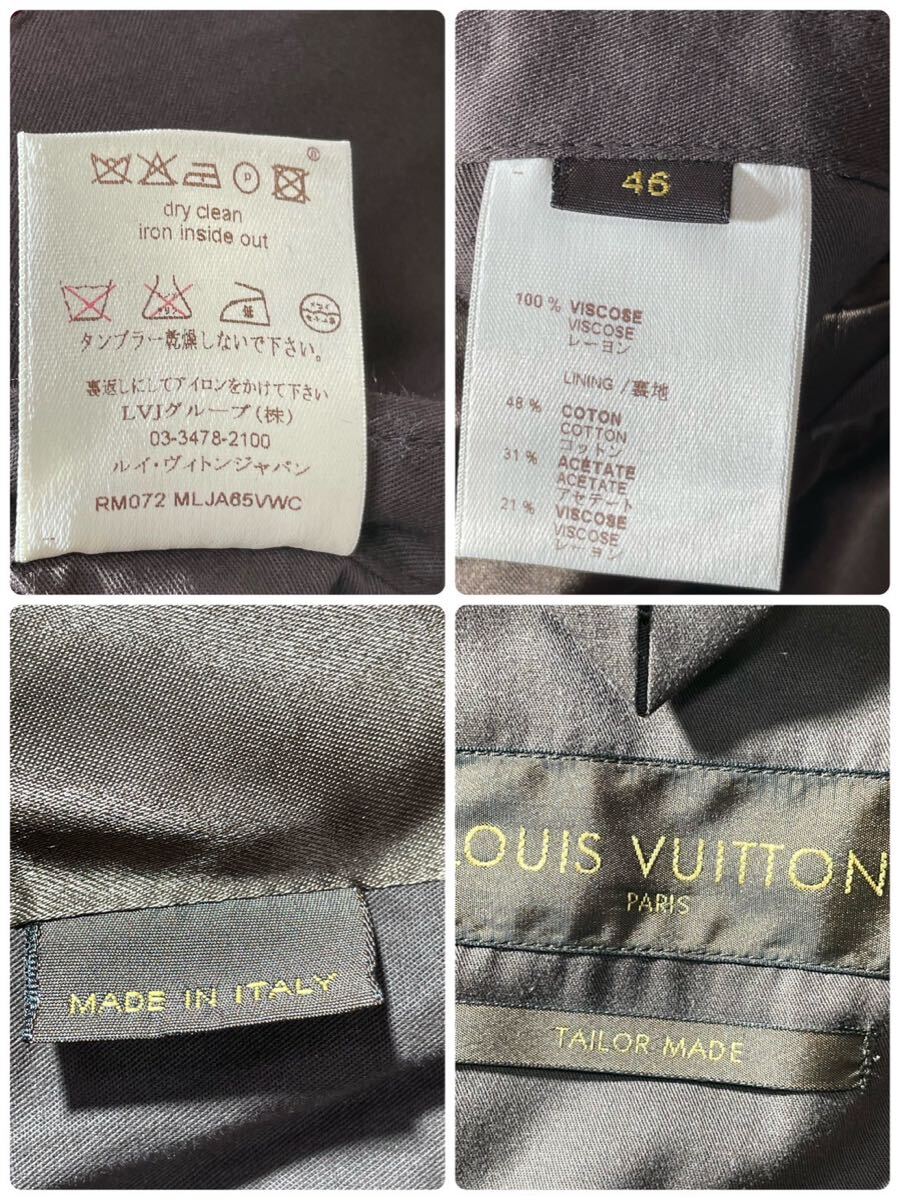 dry clean
iron inside out
低
タンブラー乾燥しないで下さい。
裏返しにしてアイロンをかけて下さい
LVJグループ(株)
03-3478-2100
ルイ・ヴィトンジャパン
RM072 MLJA65VWC
46
100 % VISCOSE
VISCOSE
レーヨン
LINING /裏地
48 % COTON
COTTON
コットン
31 % ACÉTATE
ACETATE
アセテート
21 % VISCOSE
VISCOSE
レーヨン
MADE IN ITALY
LOUIS VUITTON
PARIS
TAILOR MADE